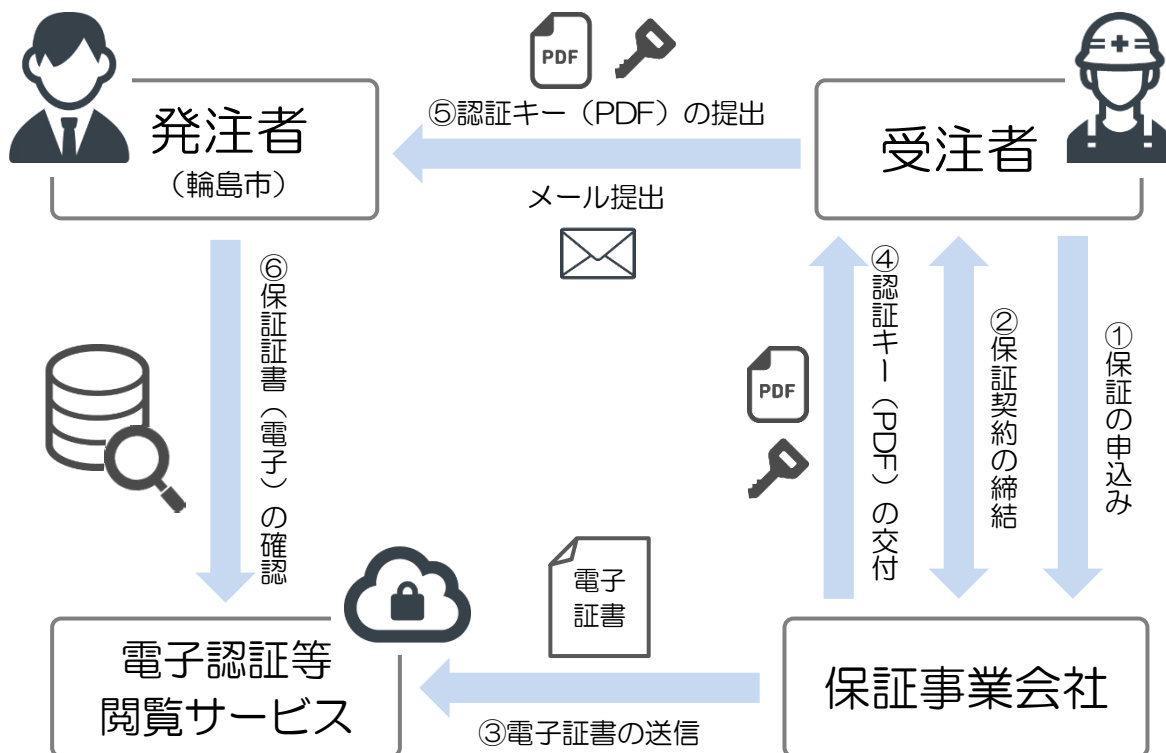 PDF
⑤認証キー（PDF）の提出
発注者
（輪島市）
受注者
メール提出
⑥保証証書（電子）の確認
④認証キー（PDF）の交付
②保証契約の締結
①保証の申込み
PDF
電子
証書
電子認証等
閲覧サービス
保証事業会社
③電子証書の送信